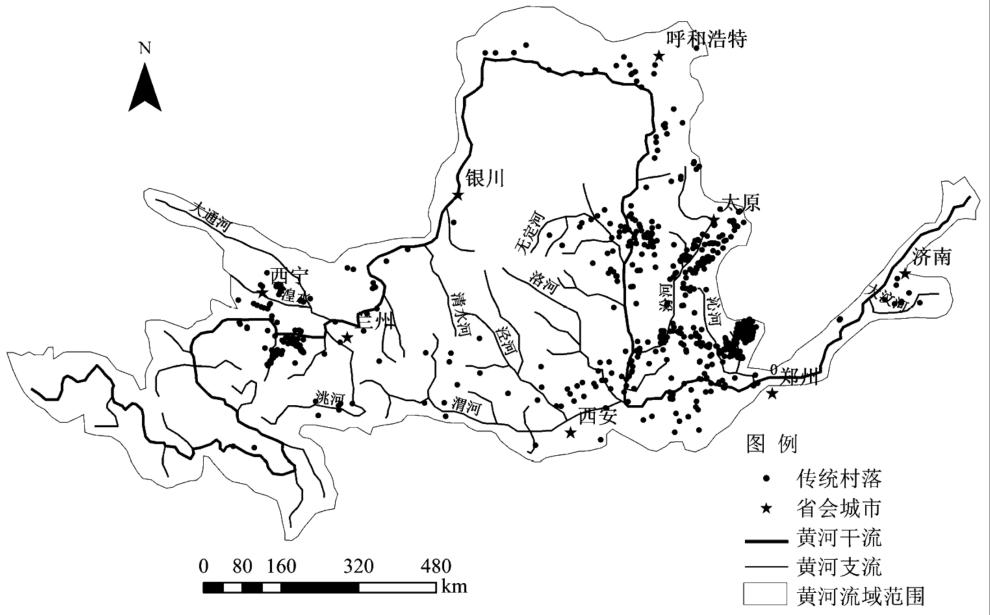 呼和浩特
N
银川
太原
大通河
无定河
济南
西宁
湟水
洛河
汾河
沁河
大汶河
清水河
兰州
泾河
0
郑州
洮河
渭河
西安
图 例
传统村落
省会城市
黄河干流
黄河支流
黄河流域范围
0 80 160 320 480
km